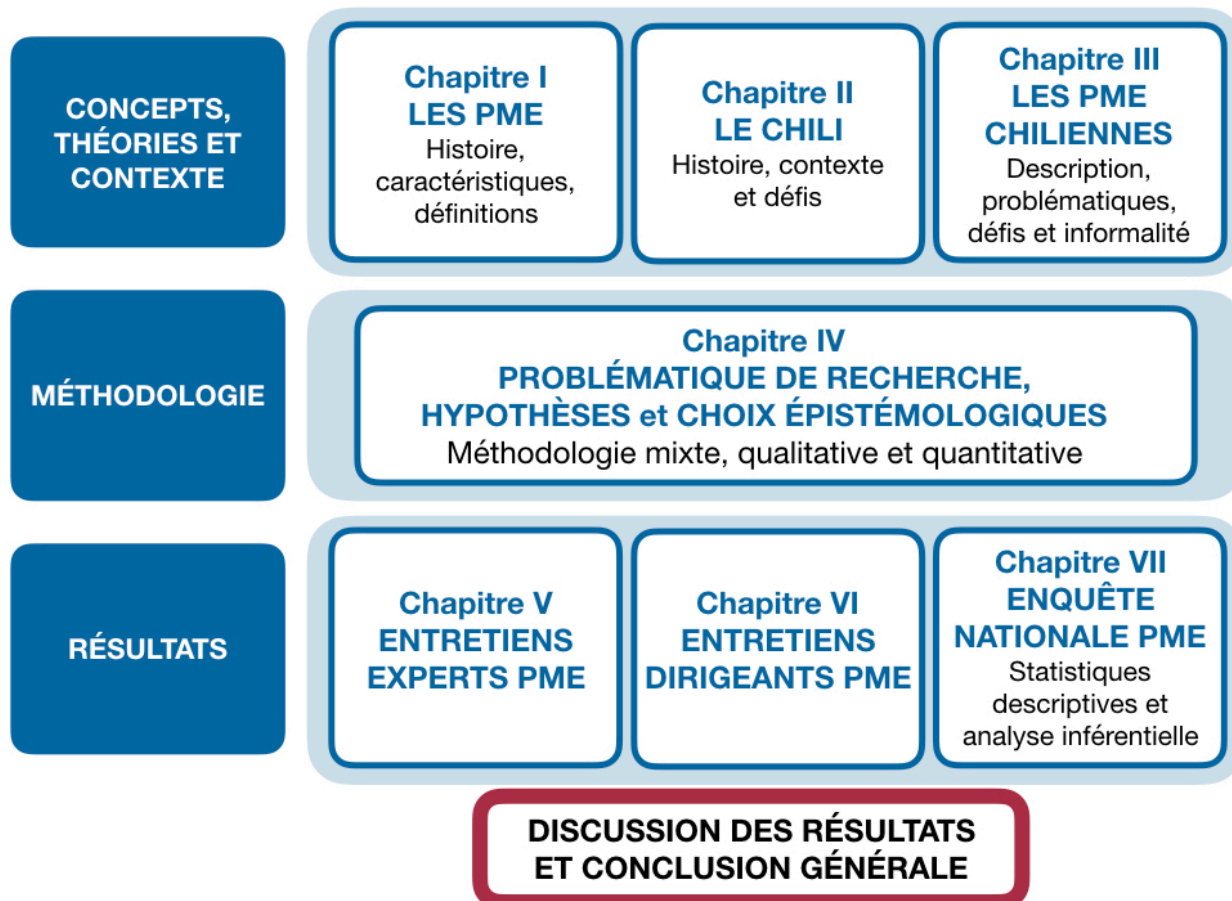 CONCEPTS,
THÉORIES ET
CONTEXTE
Chapitre I
LES PME
Histoire,
caractéristiques,
définitions
Chapitre II
LE CHILI
Histoire, contexte
et défis
Chapitre III
LES PME
CHILIENNES
Description,
problématiques,
défis et informalité
MÉTHODOLOGIE
Chapitre IV
PROBLÉMATIQUE DE RECHERCHE,
HYPOTHÈSES et CHOIX ÉPISTÉMOLOGIQUES
Méthodologie mixte, qualitative et quantitative
RÉSULTATS
Chapitre V
ENTRETIENS
EXPERTS PME
Chapitre VI
ENTRETIENS
DIRIGEANTS PME
Chapitre VII
ENQUÊTE
NATIONALE PME
Statistiques
descriptives et
analyse inférentielle
DISCUSSION DES RÉSULTATS
ET CONCLUSION GÉNÉRALE